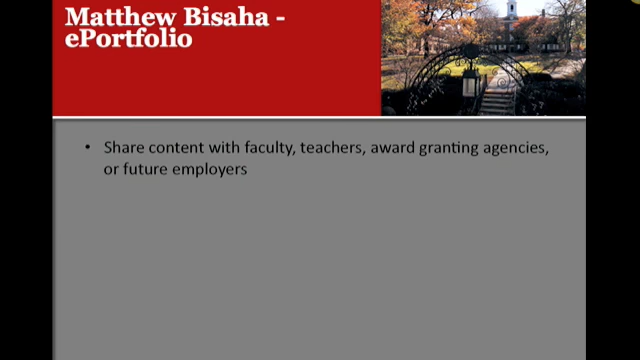 Matthew Bisaha -
ePortfolio
• Share content with faculty, teachers, award granting agencies,
or future employers